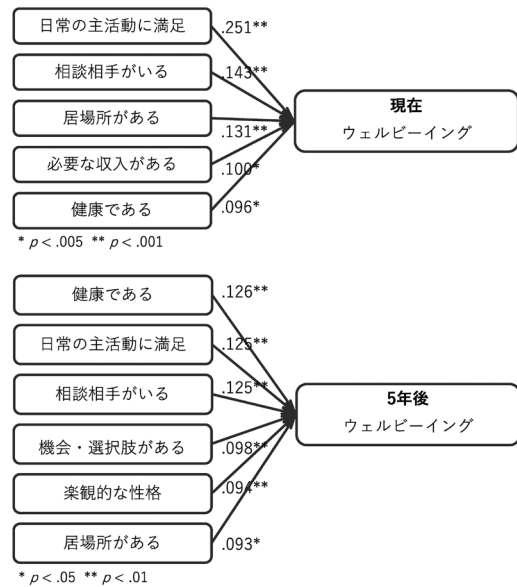 日常の主活動に満足
.251**
相談相手がいる
.143**
居場所がある
.131**
必要な収入がある
.100*
健康である
.096*
現在
ウェルビーイング
* p < .005 ** p < .001
健康である
.126**
日常の主活動に満足
.125**
相談相手がいる
.125**
機会・選択肢がある
.098**
楽観的な性格
.094**
居場所がある
.093*
5年後
ウェルビーイング
* p < .05 ** p < .01